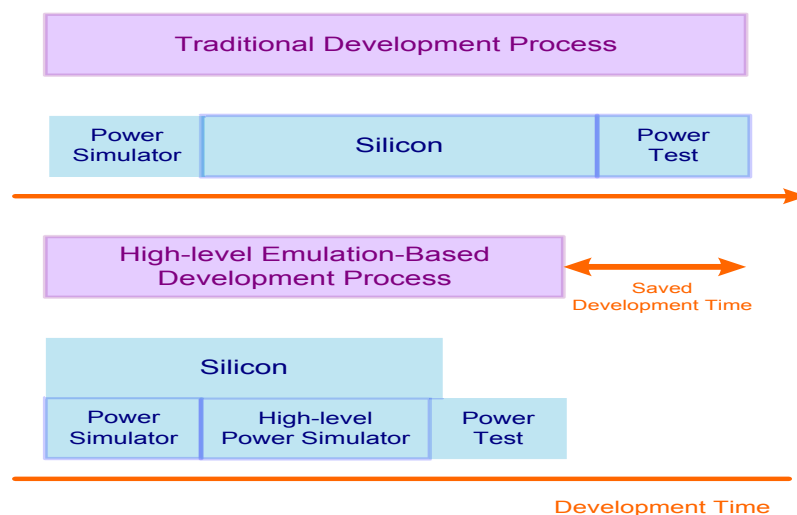 Traditional Development Process
Power
Simulator
Silicon
Power
Test
High-level Emulation-Based
Development Process
Saved
Development Time
Silicon
Power
Simulator
High-level
Power Simulator
Power
Test
Development Time